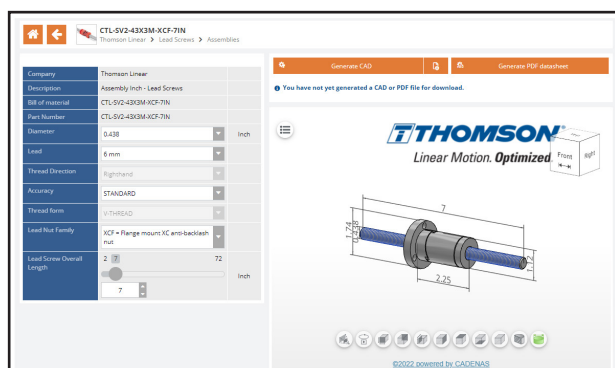 CTL-SV2-43X3M-XCF-7IN
Thomson Linear > Lead Screws > Assemblies
Company Thomson Linear
Description Assembly Inch - Lead Screws
Bill of material CTL-SV2-43X3M-XCF-7IN
Part Number CTL-SV2-43X3M-XCF-7IN
Diameter 0.438 Inch
Lead 6 mm
Thread Direction Righthand
Accuracy STANDARD
Thread form V-THREAD
Lead Nut Family XCF = Flange mount XC anti-backlash
nut
Lead Screw Overall
Length
2 7 72
Inch
7
Generate CAD
Generate PDF datasheet
You have not yet generated a CAD or PDF file for download.
THOMSON
Linear Motion. Optimized.
Front
Right
7
1.74
0.438
2.25
1.12
©2022 powered by CADENAS